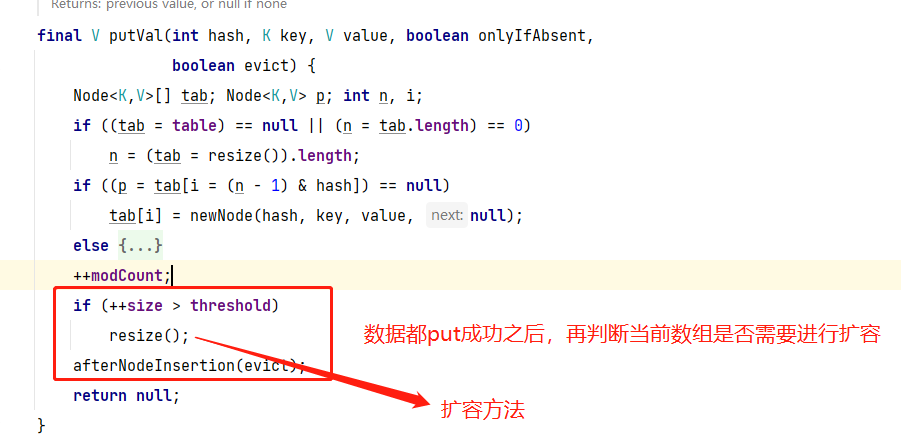 Returns: previous value, or null if none
final V putVal(int hash, K key, V value, boolean onlyIfAbsent,
boolean evict) {
Node<K,V>[] tab; Node<K,V> p; int n, i;
if ((tab = table) == null || (n = tab.length) == 0)
n = (tab = resize()).length;
if ((p = tab[i = (n - 1) & hash]) == null)
tab[i] = newNode(hash, key, value, next: null);
else {...}
++modCount;
if (++size > threshold)
resize();
数据都put成功之后，再判断当前数组是否需要进行扩容
afterNodeInsertion(evict);
return null;
扩容方法
}